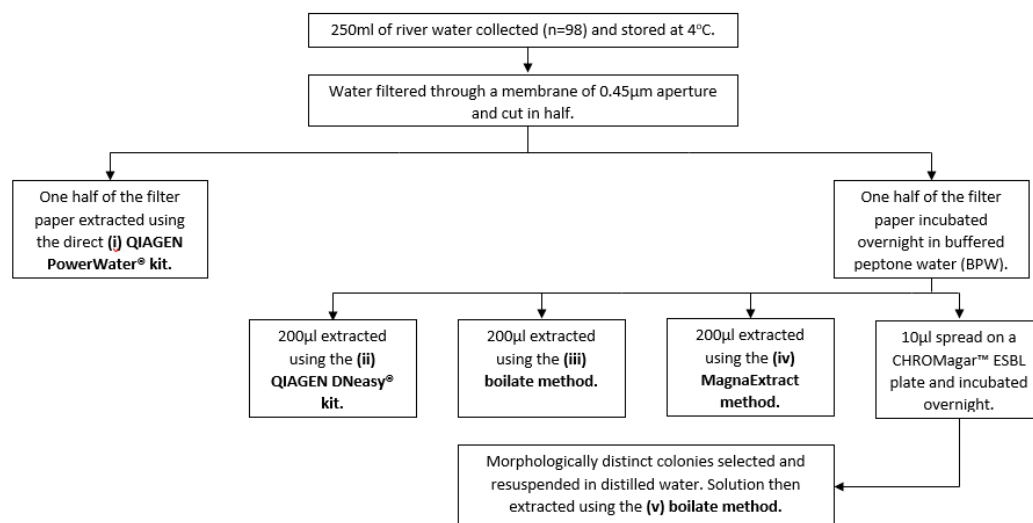 250ml of river water collected (n=98) and stored at 4°C.
Water filtered through a membrane of 0.45µm aperture
and cut in half.
One half of the filter
paper extracted using
the direct (i) QIAGEN
PowerWater® kit.
One half of the filter
paper incubated
overnight in buffered
peptone water (BPW).
200µl extracted
using the (ii)
QIAGEN DNeasy®
kit.
200µl extracted
using the (iii)
boilate method.
200µl extracted
using the (iv)
MagnaExtract
method.
10µl spread on a
CHROMagar™ ESBL
plate and incubated
overnight.
Morphologically distinct colonies selected and
resuspended in distilled water. Solution then
extracted using the (v) boilate method.